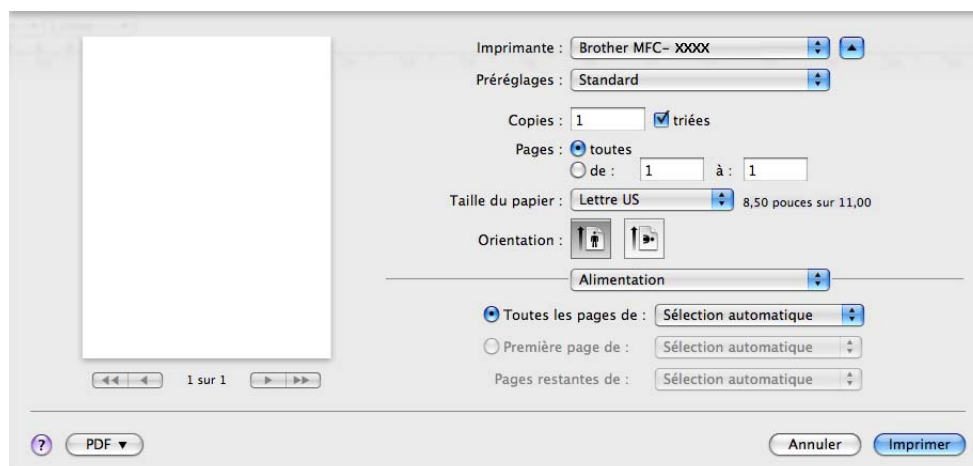 Imprimante : Brother MFC- XXXX
Préréglages : Standard
Copies : 1 triées
Pages : toutes
de : 1 à : 1
Taille du papier : Lettre US 8,50 pouces sur 11,00
Orientation :
Alimentation
Toutes les pages de : Sélection automatique
Première page de : Sélection automatique
Pages restantes de : Sélection automatique
1 sur 1
? PDF Annuler Imprimer